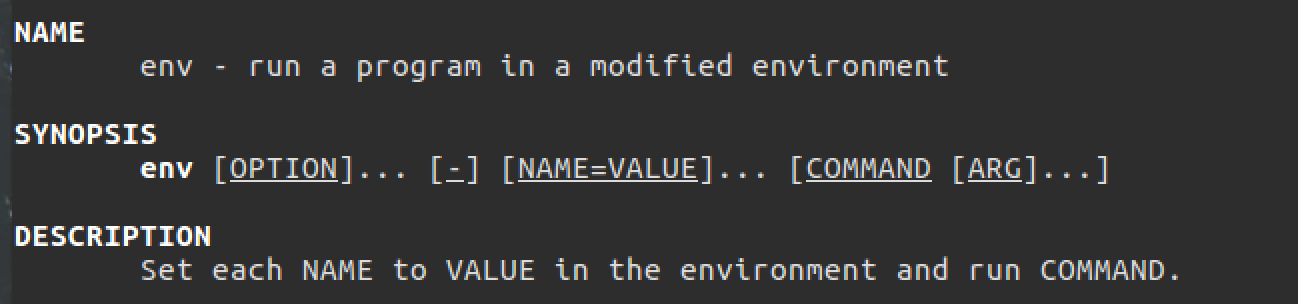 NAME
env - run a program in a modified environment
SYNOPSIS
env [OPTION]... [-] [NAME=VALUE]... [COMMAND [ARG]...]
DESCRIPTION
Set each NAME to VALUE in the environment and run COMMAND.